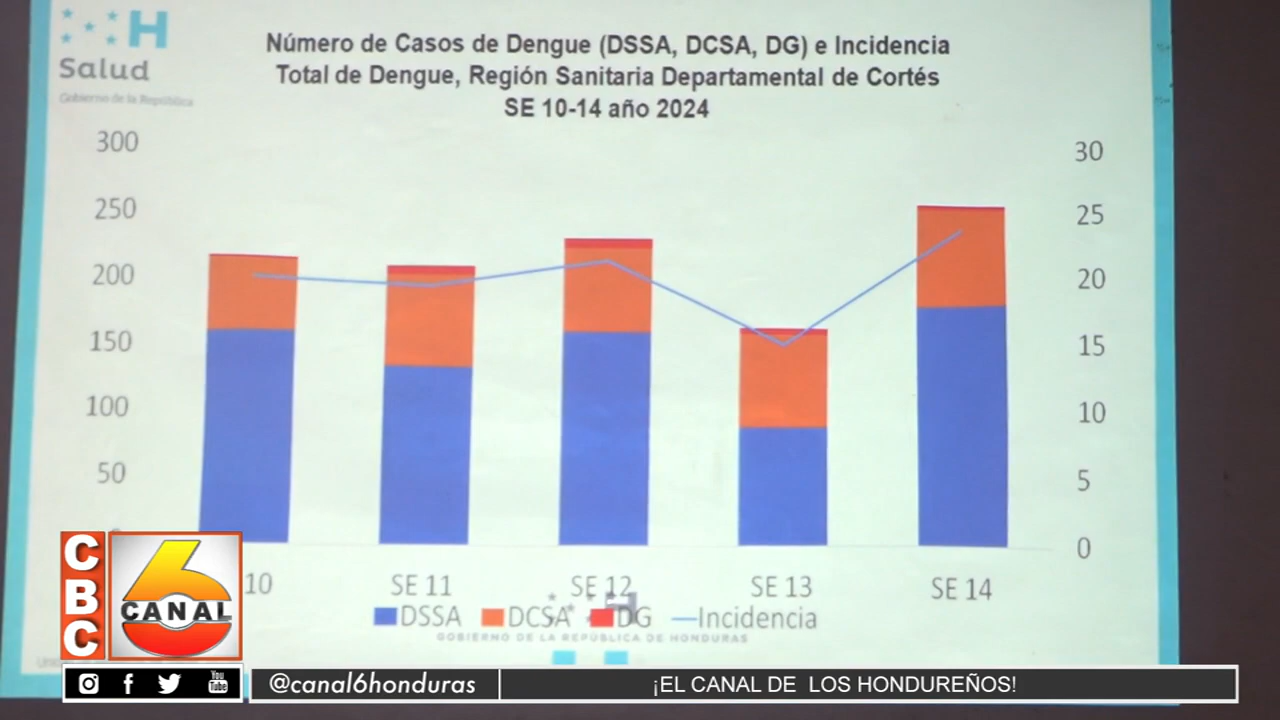 H
Salud
Gobierno de la República
Número de Casos de Dengue (DSSA, DCSA, DG) e Incidencia
Total de Dengue, Región Sanitaria Departamental de Cortés
SE 10-14 año 2024
300
250
200
150
100
50
30
25
20
15
10
5
0
10
SE 11
SE 12
SE 13
SE 14
DSSA
DCSA
DG
Incidencia
GOBIERNO DE LA REPÚBLICA DE HONDURAS
CBC
6
CANAL
You
Tube
@canal6honduras
¡EL CANAL DE LOS HONDUREÑOS!